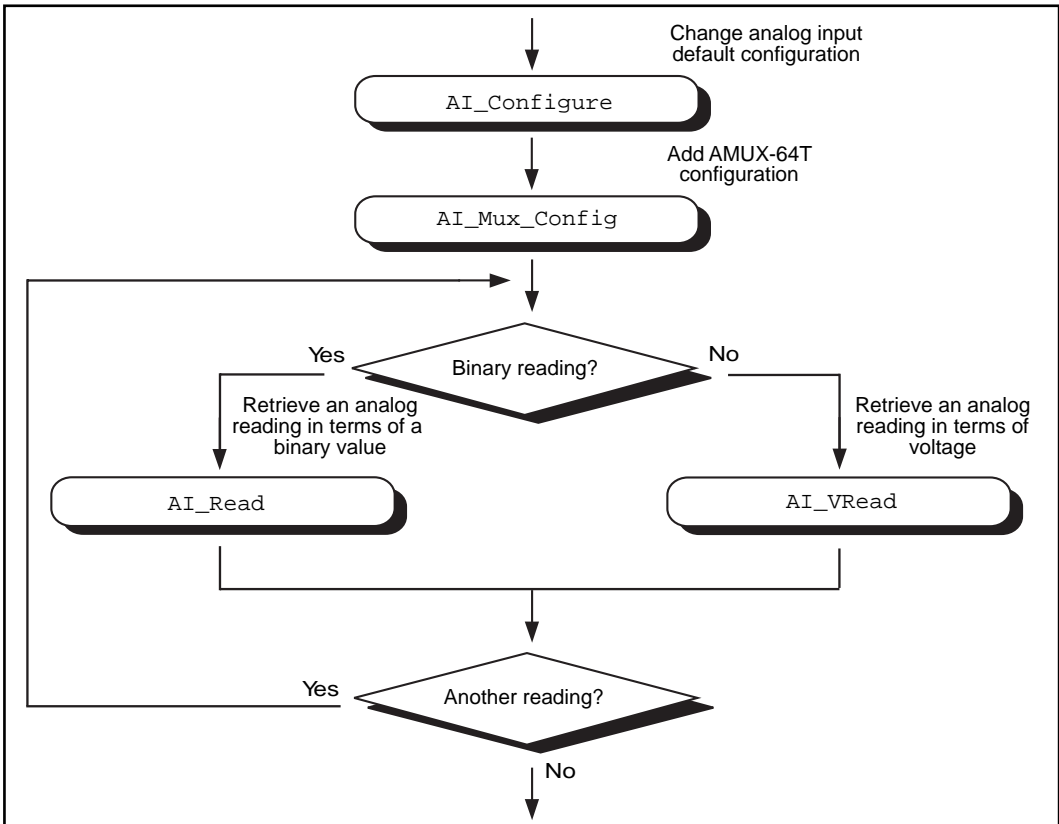 Change analog input
default configuration
AI_Configure
Add AMUX-64T
configuration
AI_Mux_Config
Yes
Binary reading?
No
Retrieve an analog
reading in terms of a
binary value
Retrieve an analog
reading in terms of
voltage
AI_Read
AI_VRead
Yes
Another reading?
No